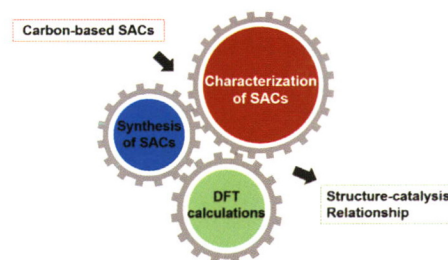 Carbon-based SACs
Characterization
of SACs
Synthesis
of SACs
DFT
calculations
Structure-catalysis
Relationship